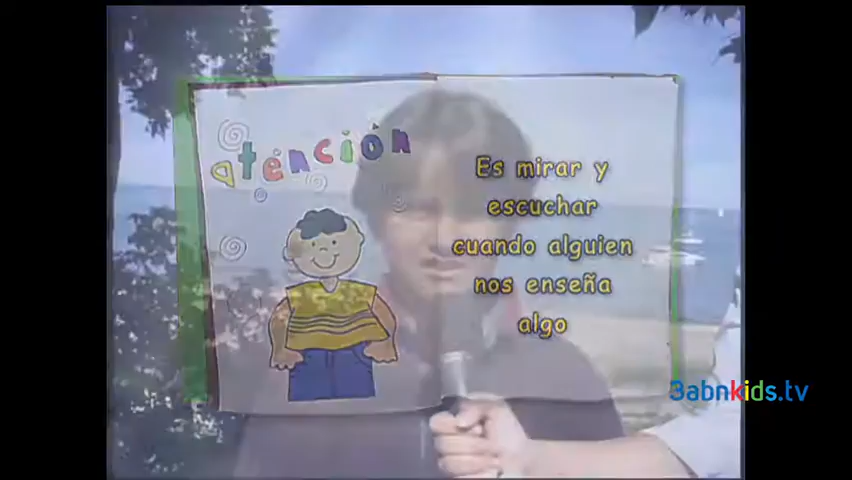 atención
Es mirar y
escuchar
cuando alguien
nos enseña
algo
3abnkids.tv